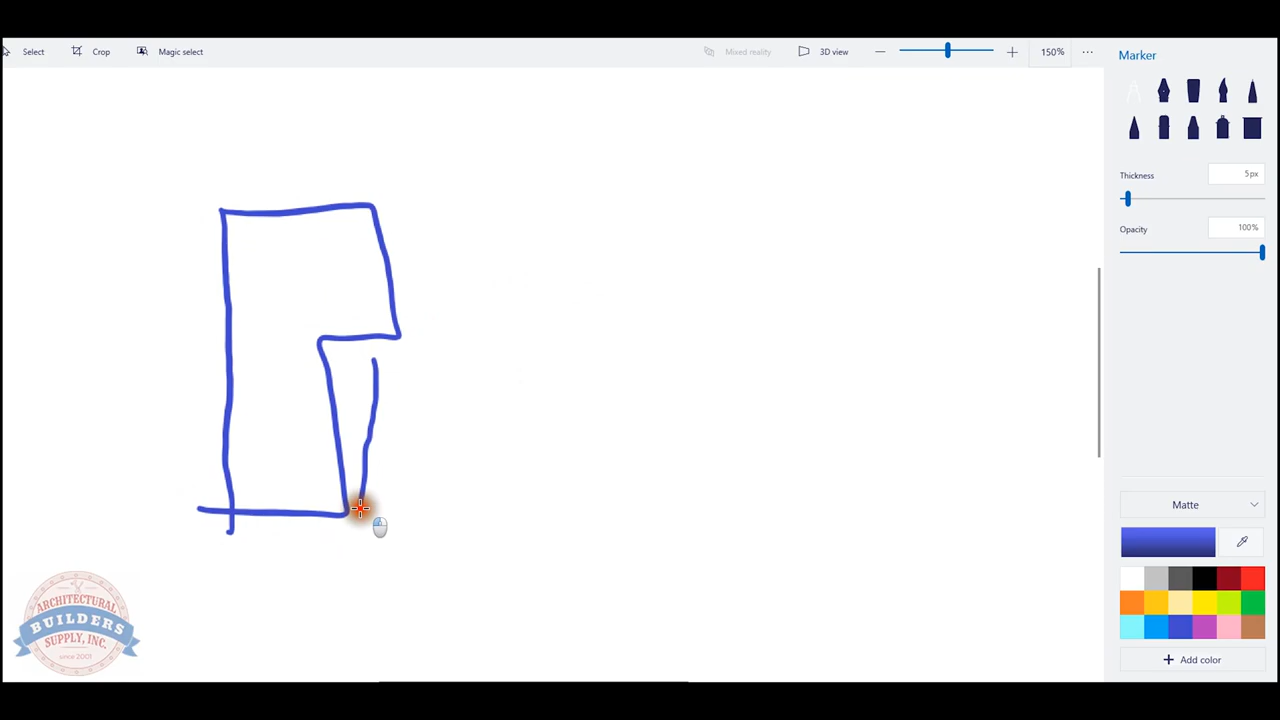 Select Crop Magic select Mixed reality 3D view 150%
Marker
Thickness 5px
Opacity 100%
Matte
Add color
ARCHITECTURAL
BUILDERS
SUPPLY, INC.
since 2001